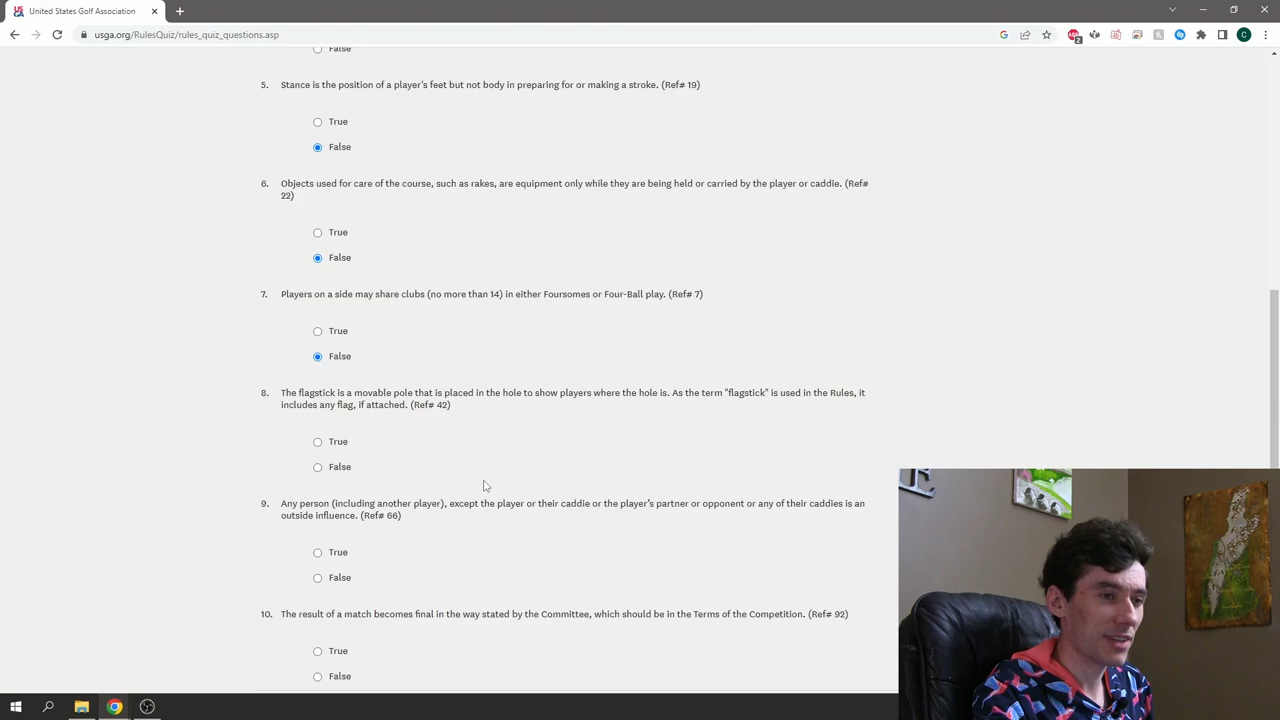 United States Golf Association
usga.org/RulesQuiz/rules_quiz_questions.asp
False
5. Stance is the position of a player's feet but not body in preparing for or making a stroke. (Ref# 19)
True
False
6. Objects used for care of the course, such as rakes, are equipment only while they are being held or carried by the player or caddie. (Ref#
22)
True
False
7. Players on a side may share clubs (no more than 14) in either Foursomes or Four-Ball play. (Ref# 7)
True
False
8. The flagstick is a movable pole that is placed in the hole to show players where the hole is. As the term "flagstick" is used in the Rules, it
includes any flag, if attached. (Ref# 42)
True
False
9. Any person (including another player), except the player or their caddie or the player's partner or opponent or any of their caddies is an
outside influence. (Ref# 66)
True
False
10. The result of a match becomes final in the way stated by the Committee, which should be in the Terms of the Competition. (Ref# 92)
True
False